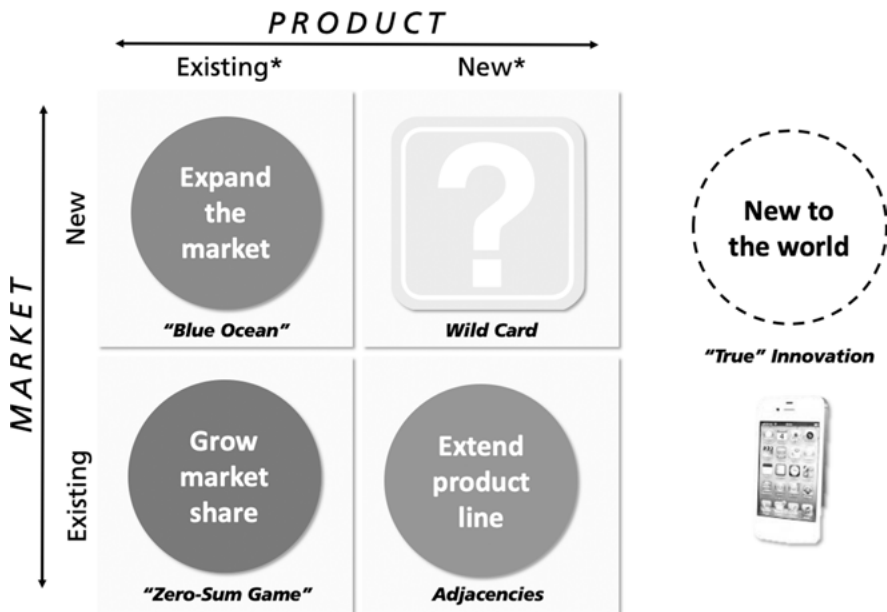 PRODUCT
Existing*
New*
MARKET
New
Existing
Expand
the
market
"Blue Ocean"
?
Wild Card
New to
the world
"True" Innovation
Grow
market
share
"Zero-Sum Game"
Extend
product
line
Adjacencies